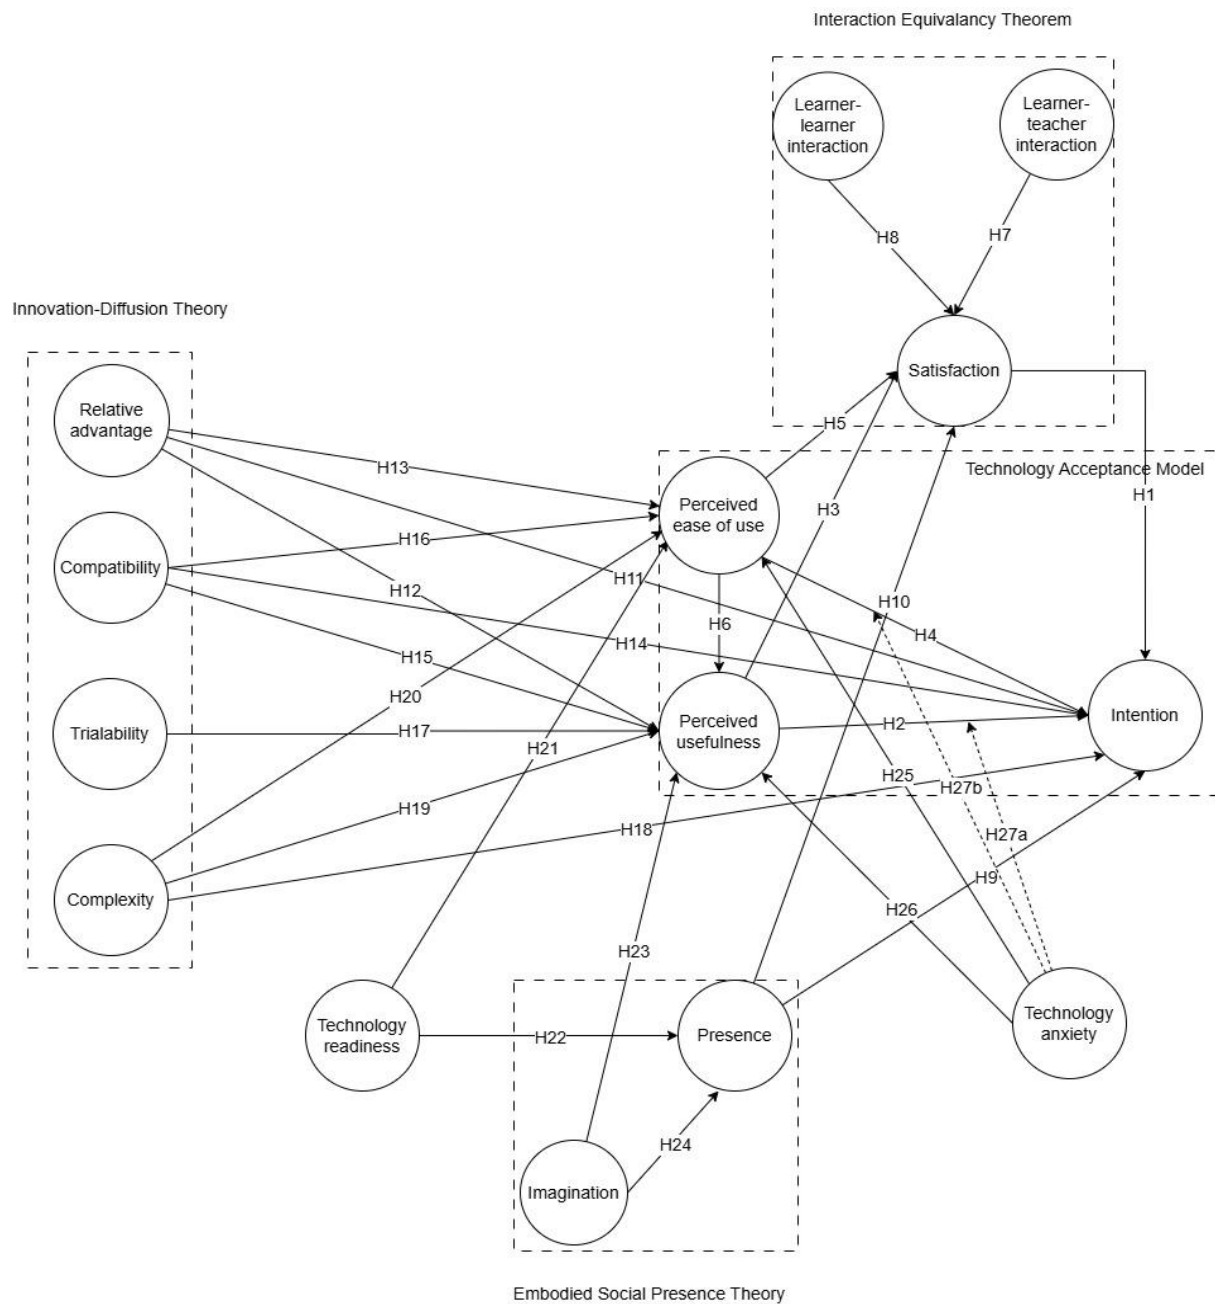 Interaction Equivalancy Theorem
Learner-
learner
interaction
Learner-
teacher
interaction
H8
H7
Innovation-Diffusion Theory
Satisfaction
Relative
advantage
H5
H13
Technology Acceptance Model
H1
Perceived
ease of use
H3
H16
Compatibility
H11
H12
H10
H6
H4
H14
H15
H20
Trialability
H17
H21
Perceived
usefulness
H2
Intention
H25
H27b
H19
H18
H27a
Complexity
H9
H26
H23
Technology
readiness
H22
Presence
Technology
anxiety
H24
Imagination
Embodied Social Presence Theory